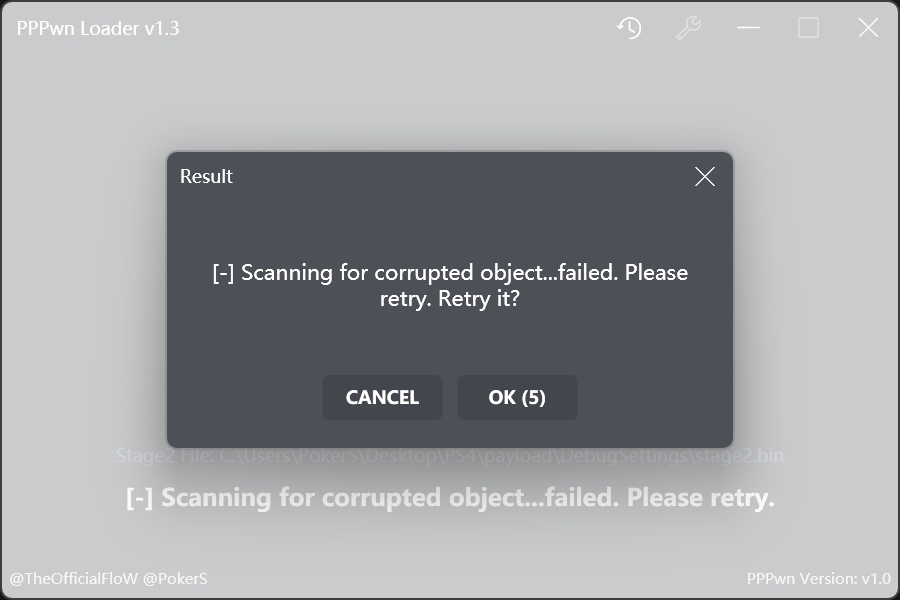 PPPwn Loader v1.3
Result
[-] Scanning for corrupted object...failed. Please
retry. Retry it?
CANCEL
OK (5)
Stage2 File: C:\Users\PokerS\Desktop\PS4\payload\DebugSettings\stage2.bin
[-] Scanning for corrupted object...failed. Please retry.
@TheOfficialFloW @PokerS
PPPwn Version: v1.0